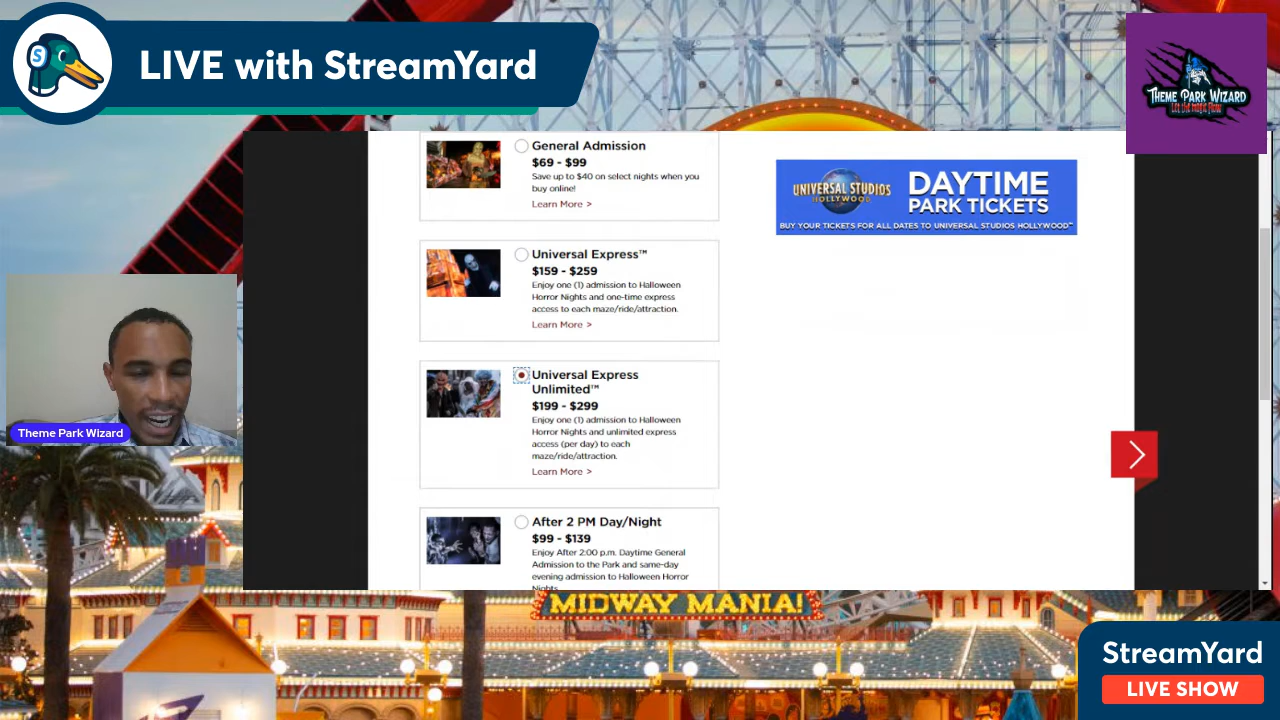 S
LIVE with StreamYard
THEME PARK WIZARD
General Admission
$69 - $99
Save up to $40 on select nights when you
buy online!
Learn More >
Universal Express™
$159 - $259
Enjoy one (1) admission to Halloween
Horror Nights and one-time express
access to each maze/ride/attraction.
Learn More >
Universal Express
Unlimited™
$199 - $299
Enjoy one (1) admission to Halloween
Horror Nights and unlimited express
access (per day) to each
maze/ride/attraction.
Learn More >
After 2 PM Day/Night
$99 - $139
Enjoy After 2:00 p.m. Daytime General
Admission to the Park and same-day
evening admission to Halloween Horror
Nights.
UNIVERSAL STUDIOS
HOLLYWOOD
DAYTIME
PARK TICKETS
BUY YOUR TICKETS FOR ALL DATES TO UNIVERSAL STUDIOS HOLLYWOOD™
Theme Park Wizard
MIDWAY MANIA!
StreamYard
LIVE SHOW